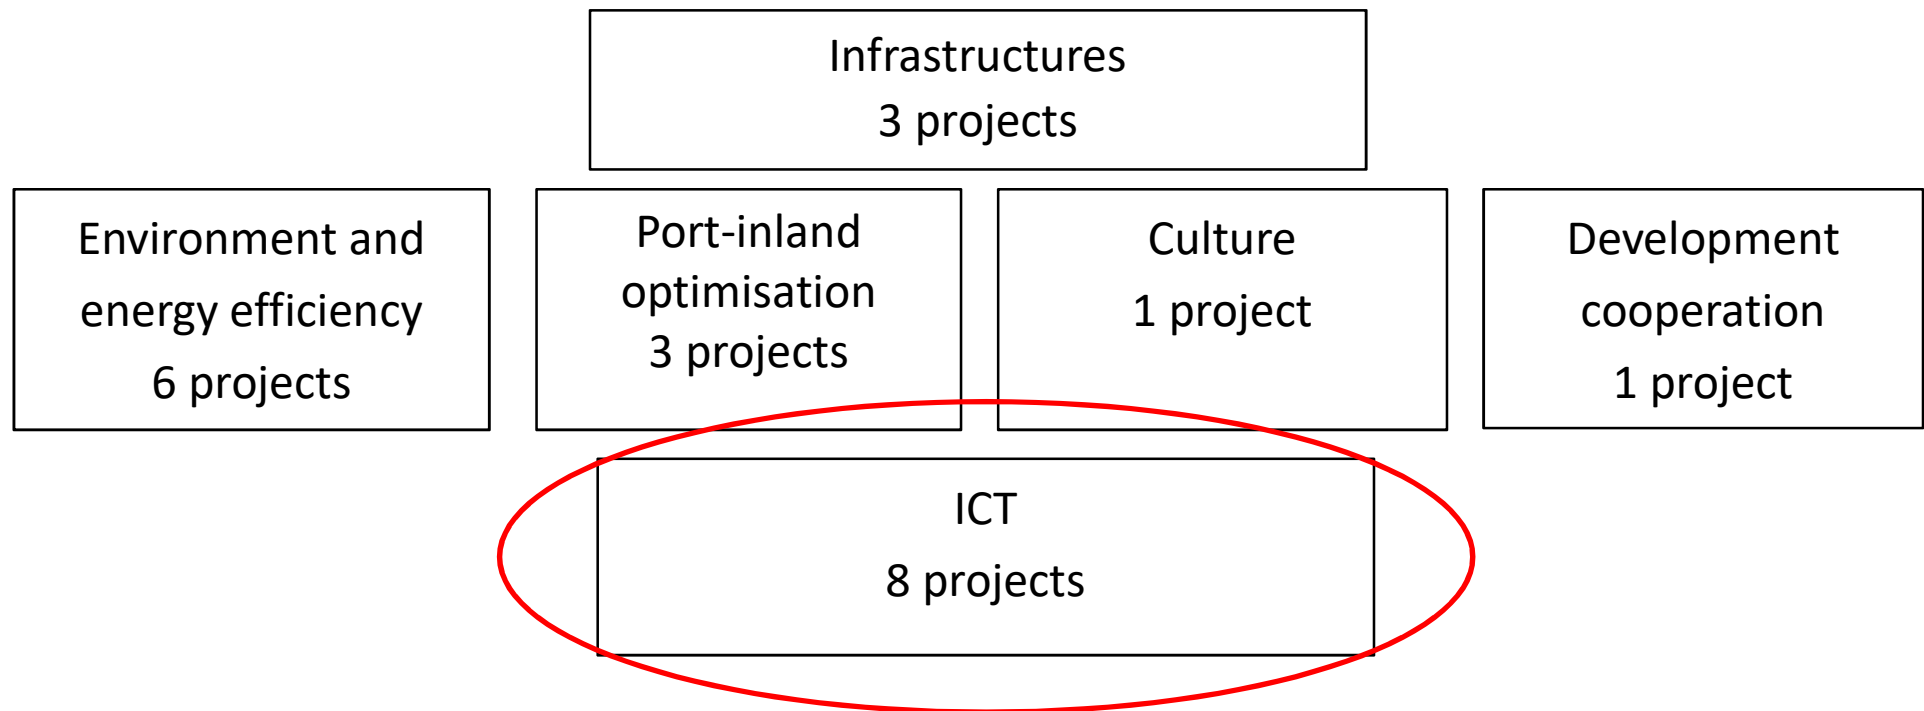 Infrastructures
3 projects
Environment and
energy efficiency
6 projects
Port-inland
optimisation
3 projects
Culture
1 project
Development
cooperation
1 project
ICT
8 projects